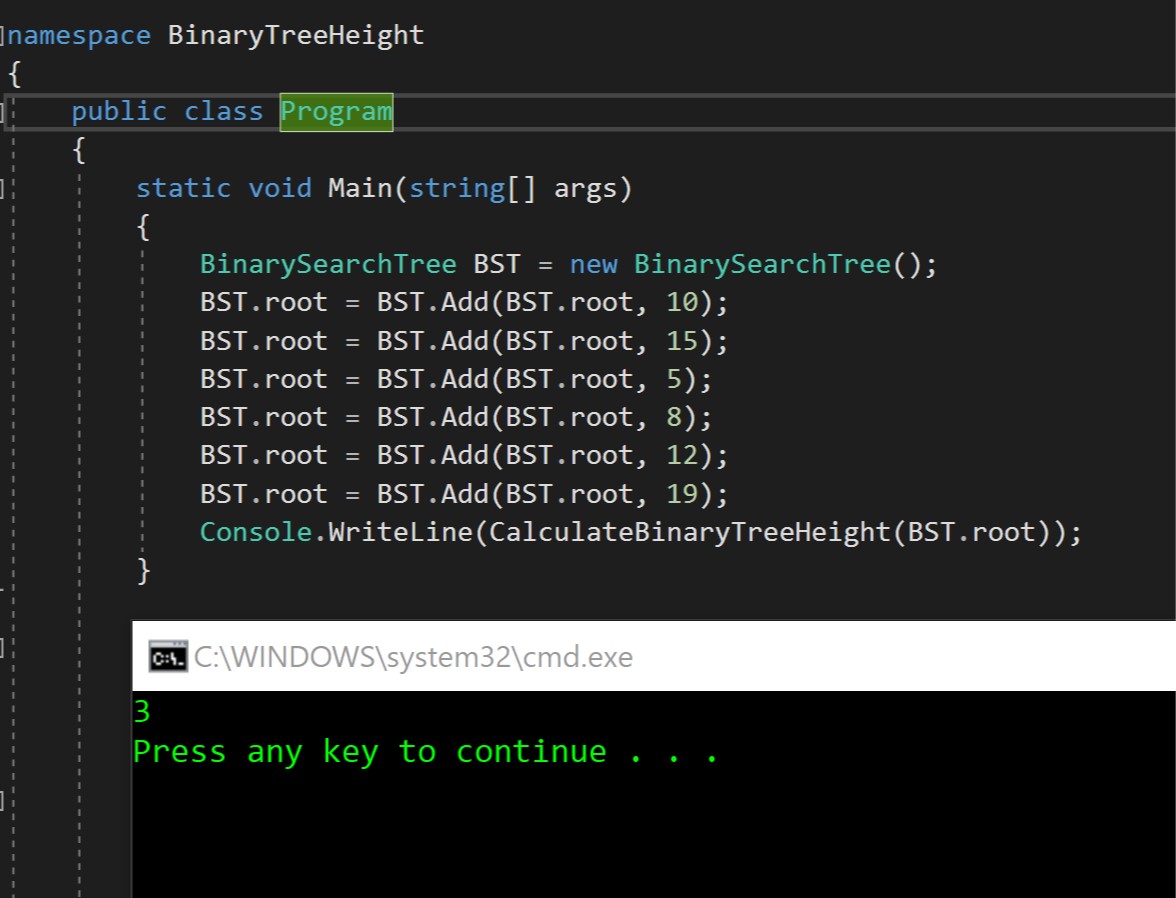 namespace BinaryTreeHeight
{
public class Program
{
static void Main(string[] args)
{
BinarySearchTree BST = new BinarySearchTree();
BST.root = BST.Add(BST.root, 10);
BST.root = BST.Add(BST.root, 15);
BST.root = BST.Add(BST.root, 5);
BST.root = BST.Add(BST.root, 8);
BST.root = BST.Add(BST.root, 12);
BST.root = BST.Add(BST.root, 19);
Console.WriteLine(CalculateBinaryTreeHeight(BST.root));
}
C:\WINDOWS\system32\cmd.exe
3
Press any key to continue . . .